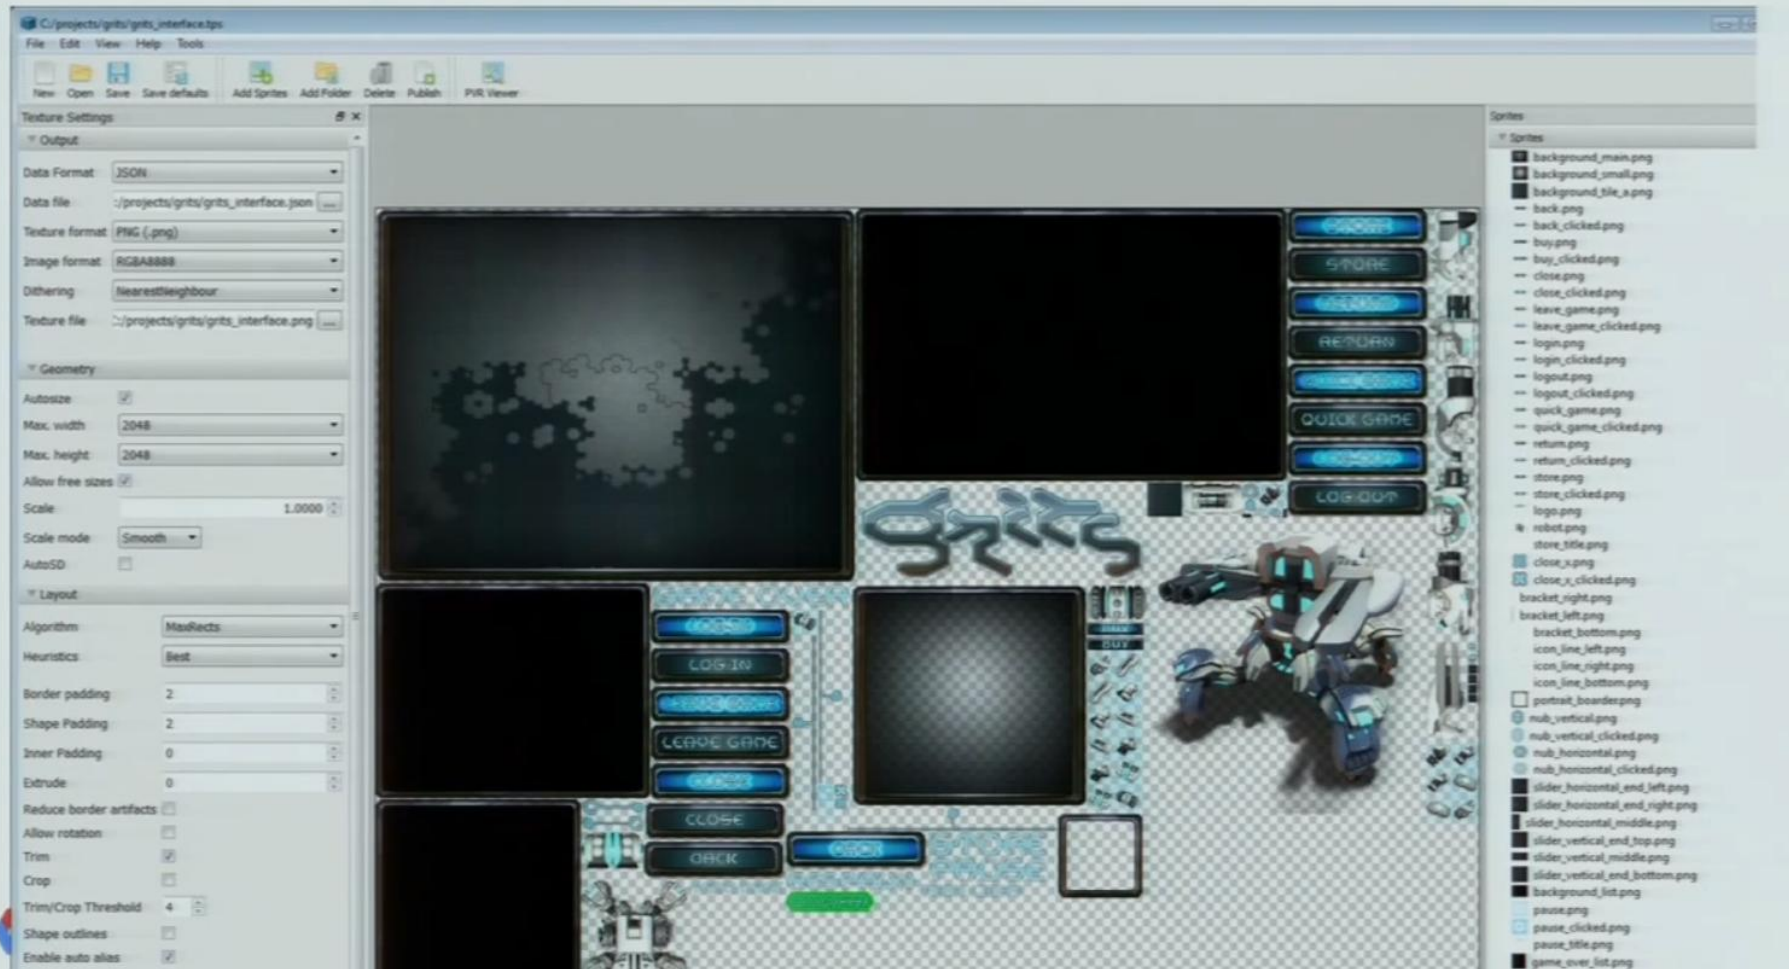 C:/projects/grits/grits_interface.tps
File Edit View Help Tools
New Open Save Save defaults Add Sprites Add Folder Delete Publish PVR Viewer
Texture Settings
Output
Data Format JSON
Data file :/projects/grits/grits_interface.json ...
Texture format PNG (.png)
Image format RGBA8888
Dithering NearestNeighbour
Texture file :/projects/grits/grits_interface.png ...
Geometry
Autosize
Max. width 2048
Max. height 2048
Allow free sizes
Scale 1.0000
Scale mode Smooth
AutoSD
Layout
Algorithm MaxRects
Heuristics Best
Border padding 2
Shape Padding 2
Inner Padding 0
Extrude 0
Reduce border artifacts
Allow rotation
Trim
Crop
Trim/Crop Threshold 4
Shape outlines
Enable auto alias
STORE
RETURN
QUICK GAME
LOG-OUT
grits
LOG-IN
LEAVE GAME
CLOSE
BACK
BUY
Sprites
Sprites
background_main.png
background_small.png
background_tile_a.png
back.png
back_clicked.png
buy.png
buy_clicked.png
close.png
close_clicked.png
leave_game.png
leave_game_clicked.png
login.png
login_clicked.png
logout.png
logout_clicked.png
quick_game.png
quick_game_clicked.png
return.png
return_clicked.png
store.png
store_clicked.png
logo.png
robot.png
store_title.png
close_x.png
close_x_clicked.png
bracket_right.png
bracket_left.png
bracket_bottom.png
icon_line_left.png
icon_line_right.png
icon_line_bottom.png
portrait_boarder.png
nub_vertical.png
nub_vertical_clicked.png
nub_horizontal.png
nub_horizontal_clicked.png
slider_horizontal_end_left.png
slider_horizontal_end_right.png
slider_horizontal_middle.png
slider_vertical_end_top.png
slider_vertical_middle.png
slider_vertical_end_bottom.png
background_list.png
pause.png
pause_clicked.png
pause_title.png
game_over_list.png